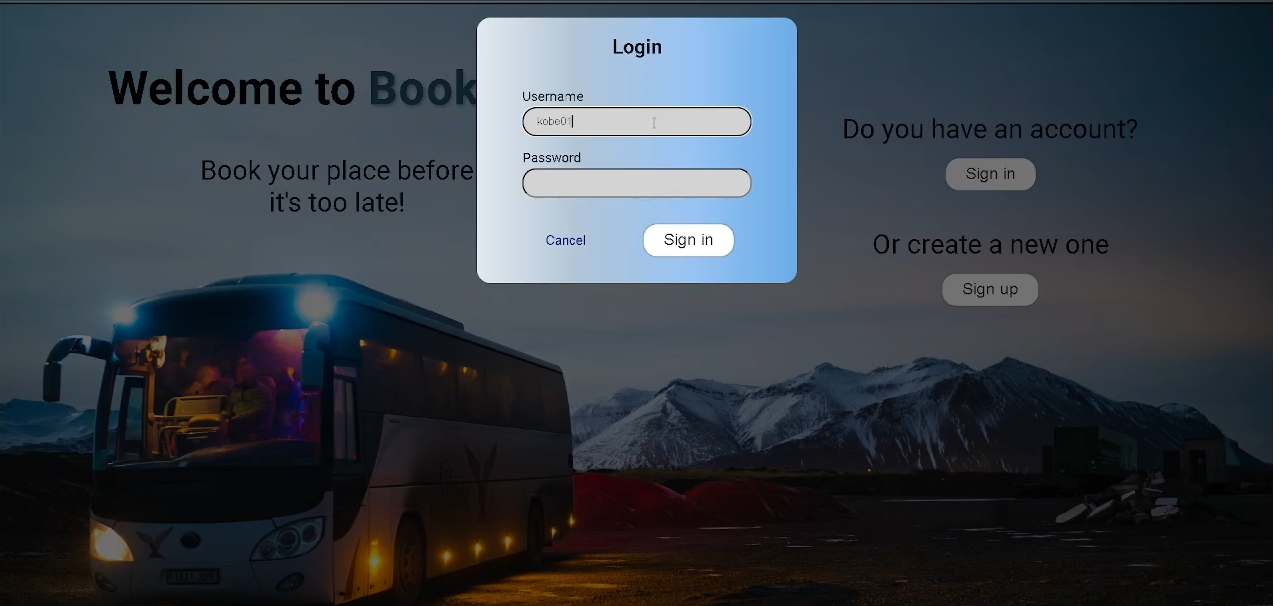 Login
Welcome to Book
Username
kobe01
Do you have an account?
Password
Book your place before
it's too late!
Sign in
Cancel
Sign in
Or create a new one
Sign up